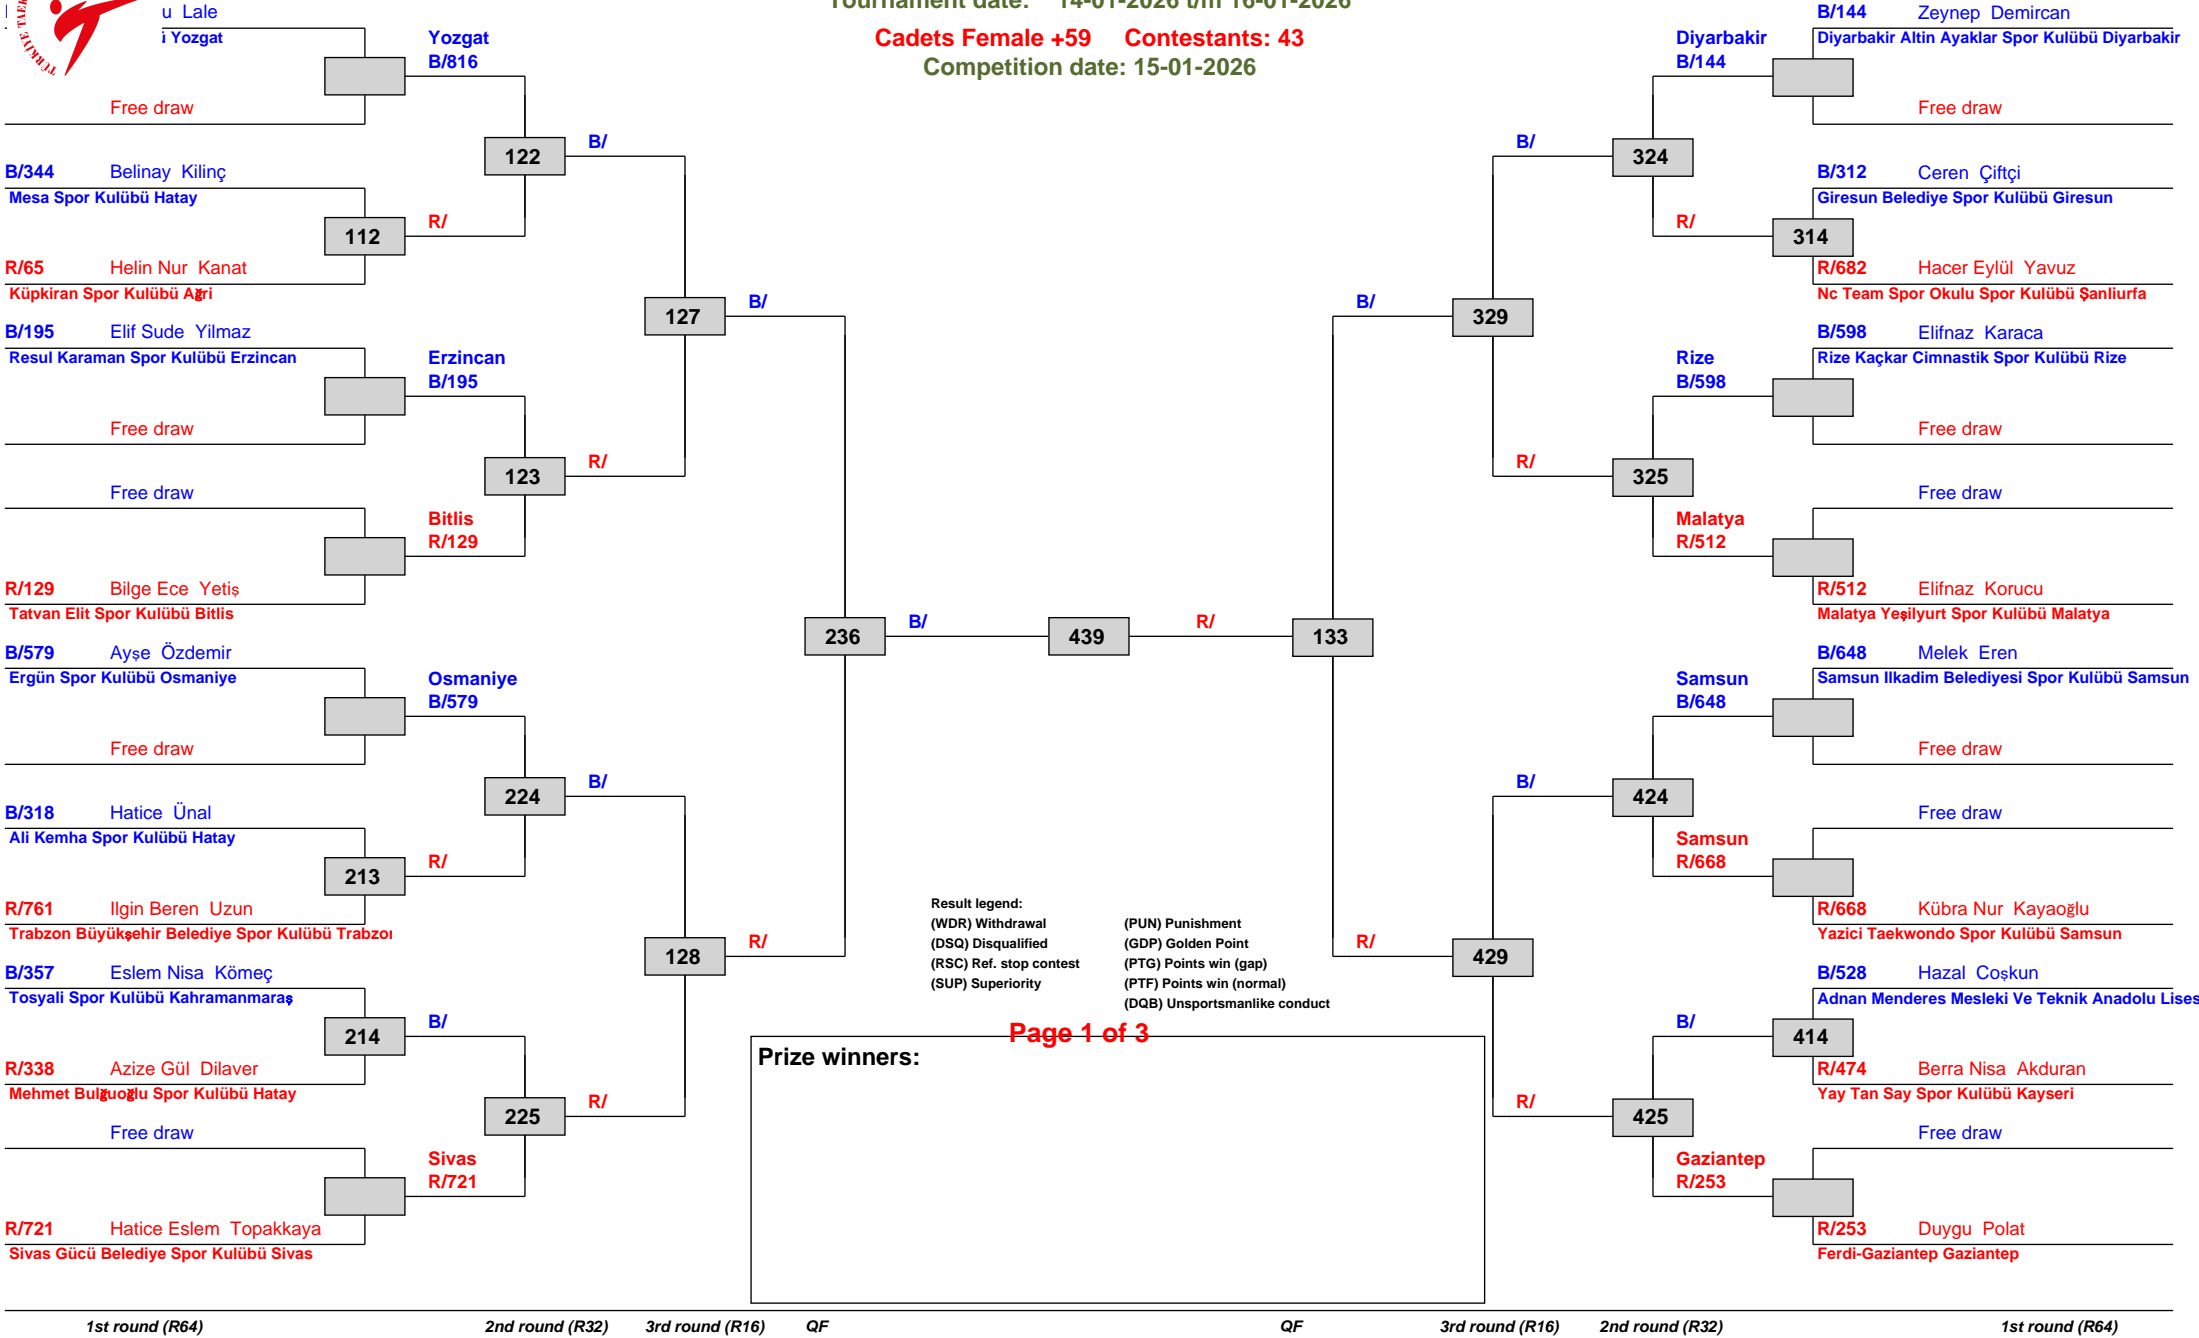 Tournament date: 14-01-2026 t/m 16-01-2026
Cadets Female +59 Contestants: 43
Competition date: 15-01-2026
u Lale
Yozgat
Free draw
Yozgat
B/816
B/344 Belinay Kilinç
Mesa Spor Kulübü Hatay
112
R/65 Helin Nur Kanat
Küpkiran Spor Kulübü Ağri
122
B/
R/
B/195 Elif Sude Yilmaz
Resul Karaman Spor Kulübü Erzincan
Free draw
Erzincan
B/195
Free draw
R/129 Bilge Ece Yetiş
Tatvan Elit Spor Kulübü Bitlis
Bitlis
R/129
123
R/
127
B/
B/579 Ayşe Özdemir
Ergün Spor Kulübü Osmaniye
Free draw
Osmaniye
B/579
B/318 Hatice Ünal
Ali Kemha Spor Kulübü Hatay
213
R/761 Ilgin Beren Uzun
Trabzon Büyükşehir Belediye Spor Kulübü Trabzon
224
B/
R/
B/357 Eslem Nisa Kömeç
Tosyali Spor Kulübü Kahramanmaraş
214
B/
R/338 Azize Gül Dilaver
Mehmet Bulğuoğlu Spor Kulübü Hatay
Free draw
225
R/
Sivas
R/721
R/721 Hatice Eslem Topakkaya
Sivas Gücü Belediye Spor Kulübü Sivas
128
R/
236
B/
439
R/
133
B/144 Zeynep Demircan
Diyarbakir Altin Ayaklar Spor Kulübü Diyarbakir
Diyarbakir
B/144
Free draw
B/312 Ceren Çiftçi
Giresun Belediye Spor Kulübü Giresun
314
R/682 Hacer Eylül Yavuz
Nc Team Spor Okulu Spor Kulübü Şanliurfa
324
B/
R/
B/598 Elifnaz Karaca
Rize Kaçkar Cimnastik Spor Kulübü Rize
Rize
B/598
Free draw
Free draw
Malatya
R/512
R/512 Elifnaz Korucu
Malatya Yeşilyurt Spor Kulübü Malatya
325
R/
329
B/
B/648 Melek Eren
Samsun Ilkadim Belediyesi Spor Kulübü Samsun
Samsun
B/648
Free draw
Free draw
Samsun
R/668
R/668 Kübra Nur Kayaoğlu
Yazici Taekwondo Spor Kulübü Samsun
424
B/
B/528 Hazal Coşkun
Adnan Menderes Mesleki Ve Teknik Anadolu Lises
414
B/
R/474 Berra Nisa Akduran
Yay Tan Say Spor Kulübü Kayseri
Free draw
Gaziantep
R/253
R/253 Duygu Polat
Ferdi-Gaziantep Gaziantep
425
R/
429
R/
Result legend:
(WDR) Withdrawal (PUN) Punishment
(DSQ) Disqualified (GDP) Golden Point
(RSC) Ref. stop contest (PTG) Points win (gap)
(SUP) Superiority (PTF) Points win (normal)
(DQB) Unsportsmanlike conduct
Page 1 of 3
Prize winners:
1st round (R64) 2nd round (R32) 3rd round (R16) QF QF 3rd round (R16) 2nd round (R32) 1st round (R64)